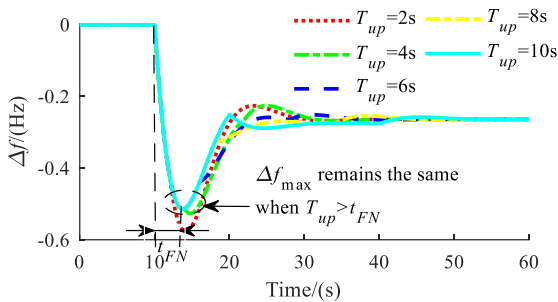 T_up=2s
T_up=8s
T_up=4s
T_up=10s
T_up=6s
0
-0.2
-0.4
-0.6
Δf/(Hz)
Δf_max remains the same
when T_up>t_FN
t_FN
0 10 20 30 40 50 60
Time/(s)